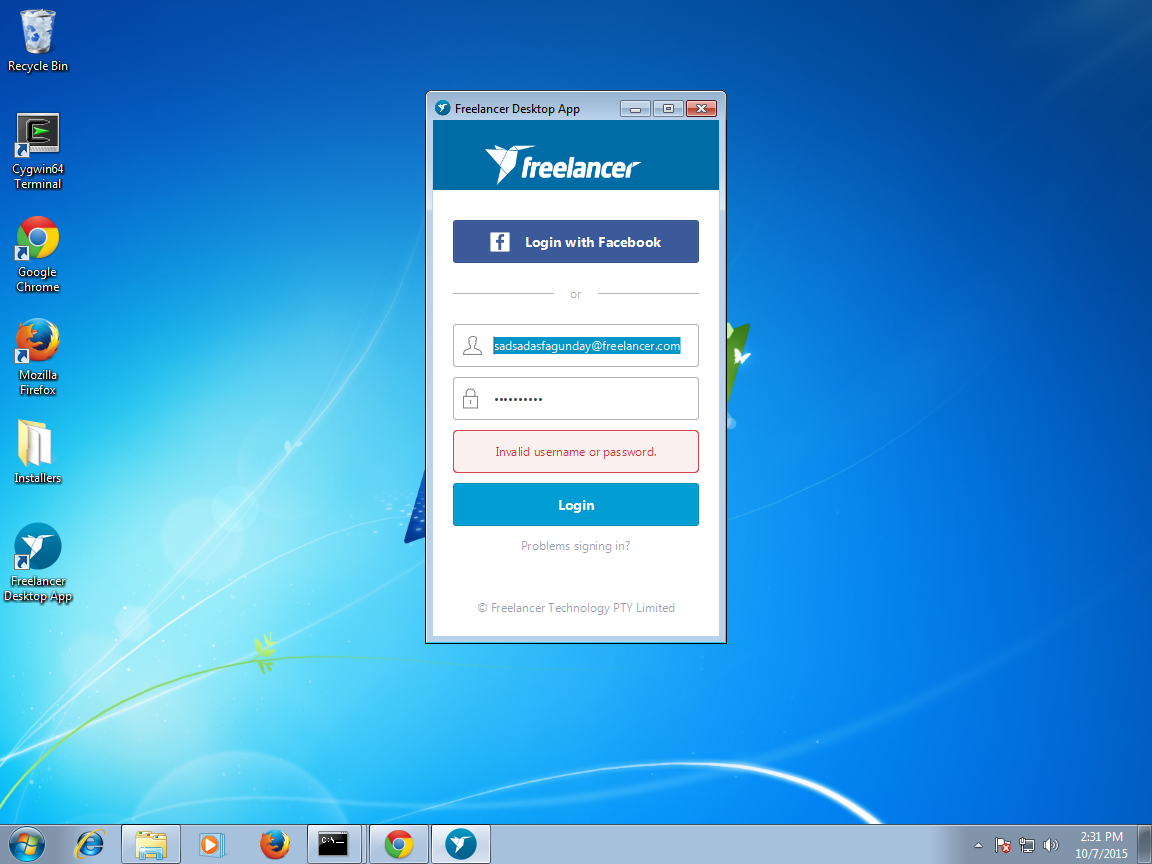 Recycle Bin
Cygwin64
Terminal
Google
Chrome
Mozilla
Firefox
Installers
Freelancer
Desktop App
Freelancer Desktop App
freelancer
f Login with Facebook
or
sadsadasfagunday@freelancer.com
••••••••••
Invalid username or password.
Login
Problems signing in?
© Freelancer Technology PTY Limited
C:\
2:31 PM
10/7/2015